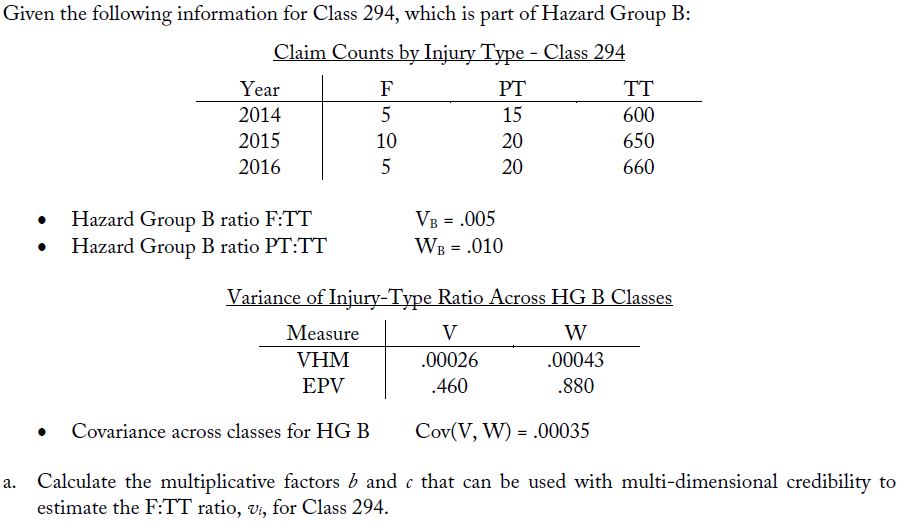 Given the following information for Class 294, which is part of Hazard Group B:
Claim Counts by Injury Type - Class 294
Year F PT TT
2014 5 15 600
2015 10 20 650
2016 5 20 660
• Hazard Group B ratio F:TT V_B = .005
• Hazard Group B ratio PT:TT W_B = .010
Variance of Injury-Type Ratio Across HG B Classes
Measure V W
VHM .00026 .00043
EPV .460 .880
• Covariance across classes for HG B Cov(V, W) = .00035
a. Calculate the multiplicative factors b and c that can be used with multi-dimensional credibility to
estimate the F:TT ratio, v_i, for Class 294.